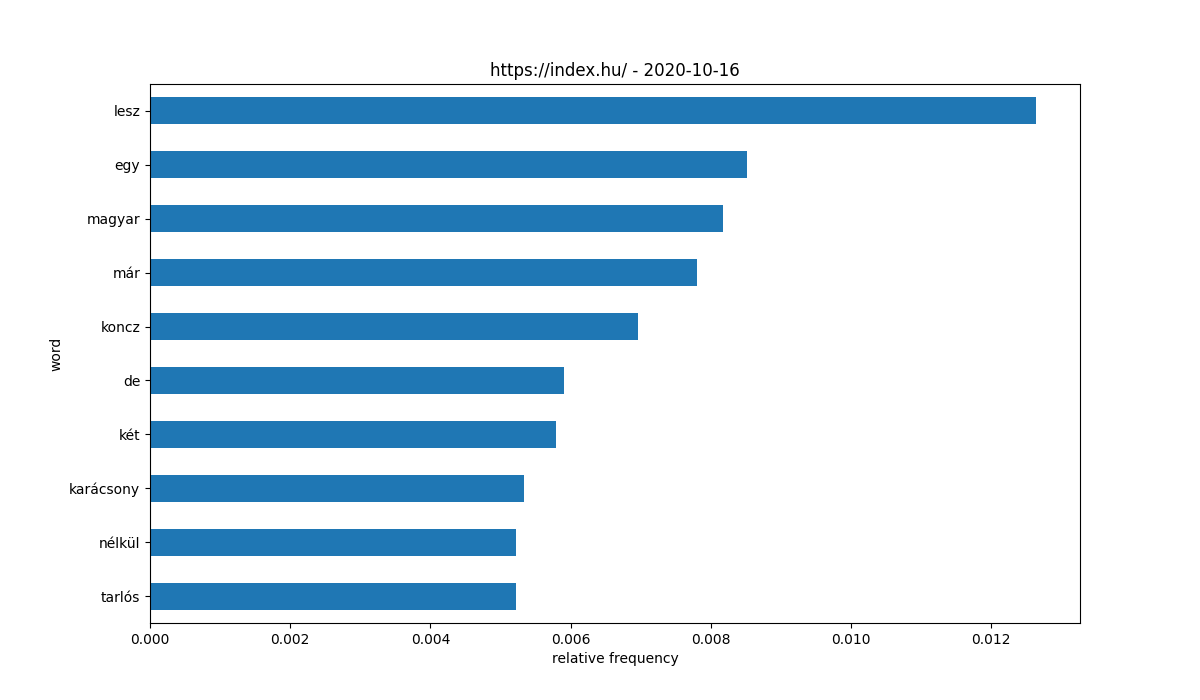 https://index.hu/ - 2020-10-16
lesz
egy
magyar
már
koncz
de
két
karácsony
nélkül
tarlós
word
0.000 0.002 0.004 0.006 0.008 0.010 0.012
relative frequency